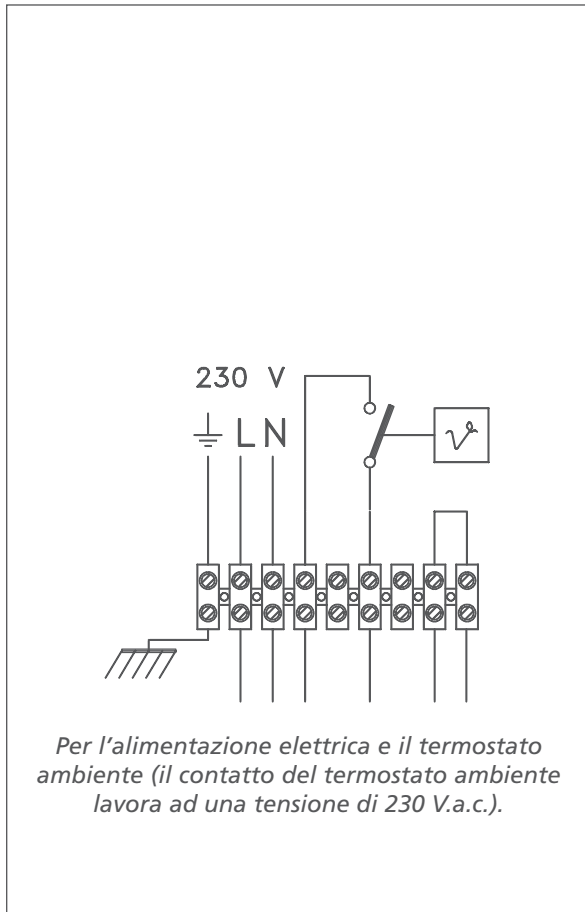 230 V
L N
Per l'alimentazione elettrica e il termostato
ambiente (il contatto del termostato ambiente
lavora ad una tensione di 230 V.a.c.).